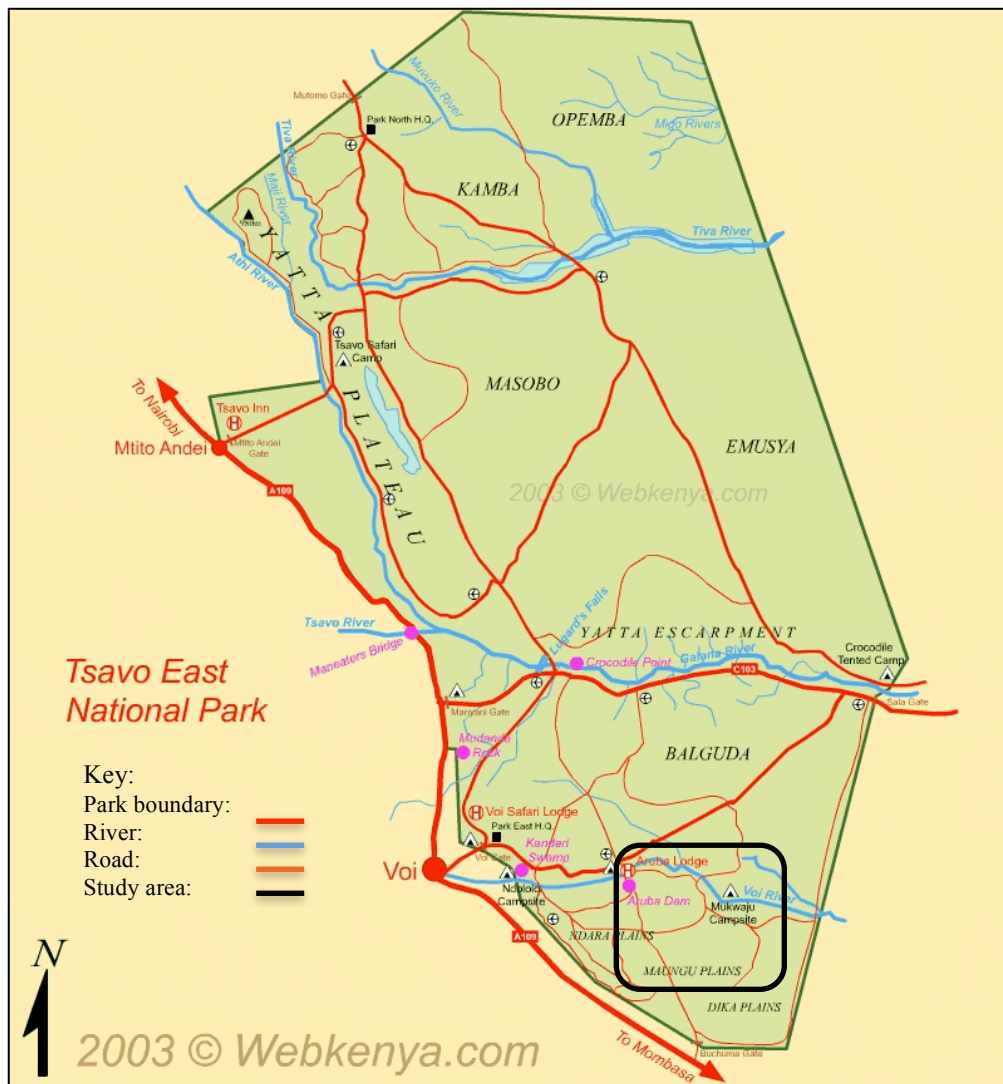 Mutomo Gate
Park North H.Q.
Muvuko River
OPEMBA
Migo Rivers
Tiva River
Maji River
KAMBA
980m
YATTA
Athi River
Tiva River
Tsavo Safari
Camp
PLATEAU
MASOBO
To Nairobi
Tsavo Inn
H
Mtito Andei
Mtito Andei
Gate
EMUSYA
A109
2003 © Webkenya.com
Tsavo River
Maneaters Bridge
Lugard's Falls
YATTA ESCARPMENT
Crocodile Point
Galana River
Crocodile
Tented Camp
C103
Sala Gate
Tsavo East
National Park
Manyani Gate
Mudanda
Rock
BALGUDA
Key:
Park boundary:
River:
Road:
Study area:
H
Voi Safari Lodge
Park East H.Q.
Voi Gate
Kanderi
Swamp
Voi
Ndololo
Campsite
Aruba Lodge
H
Aruba Dam
Mukwaju
Campsite
Voi River
A109
NDARA PLAINS
MAUNGU PLAINS
DIKA PLAINS
N
To Mombasa
Buchuma Gate
2003 © Webkenya.com